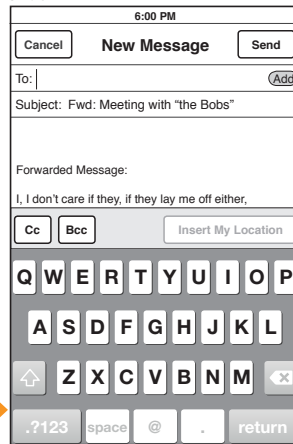 6:00 PM
Cancel New Message Send
To: Add
Subject: Fwd: Meeting with “the Bobs”
Forwarded Message:
I, I don't care if they, if they lay me off either,
Cc Bcc Insert My Location
Q W E R T Y U I O P
A S D F G H J K L
Z X C V B N M
.?123 space @ . return